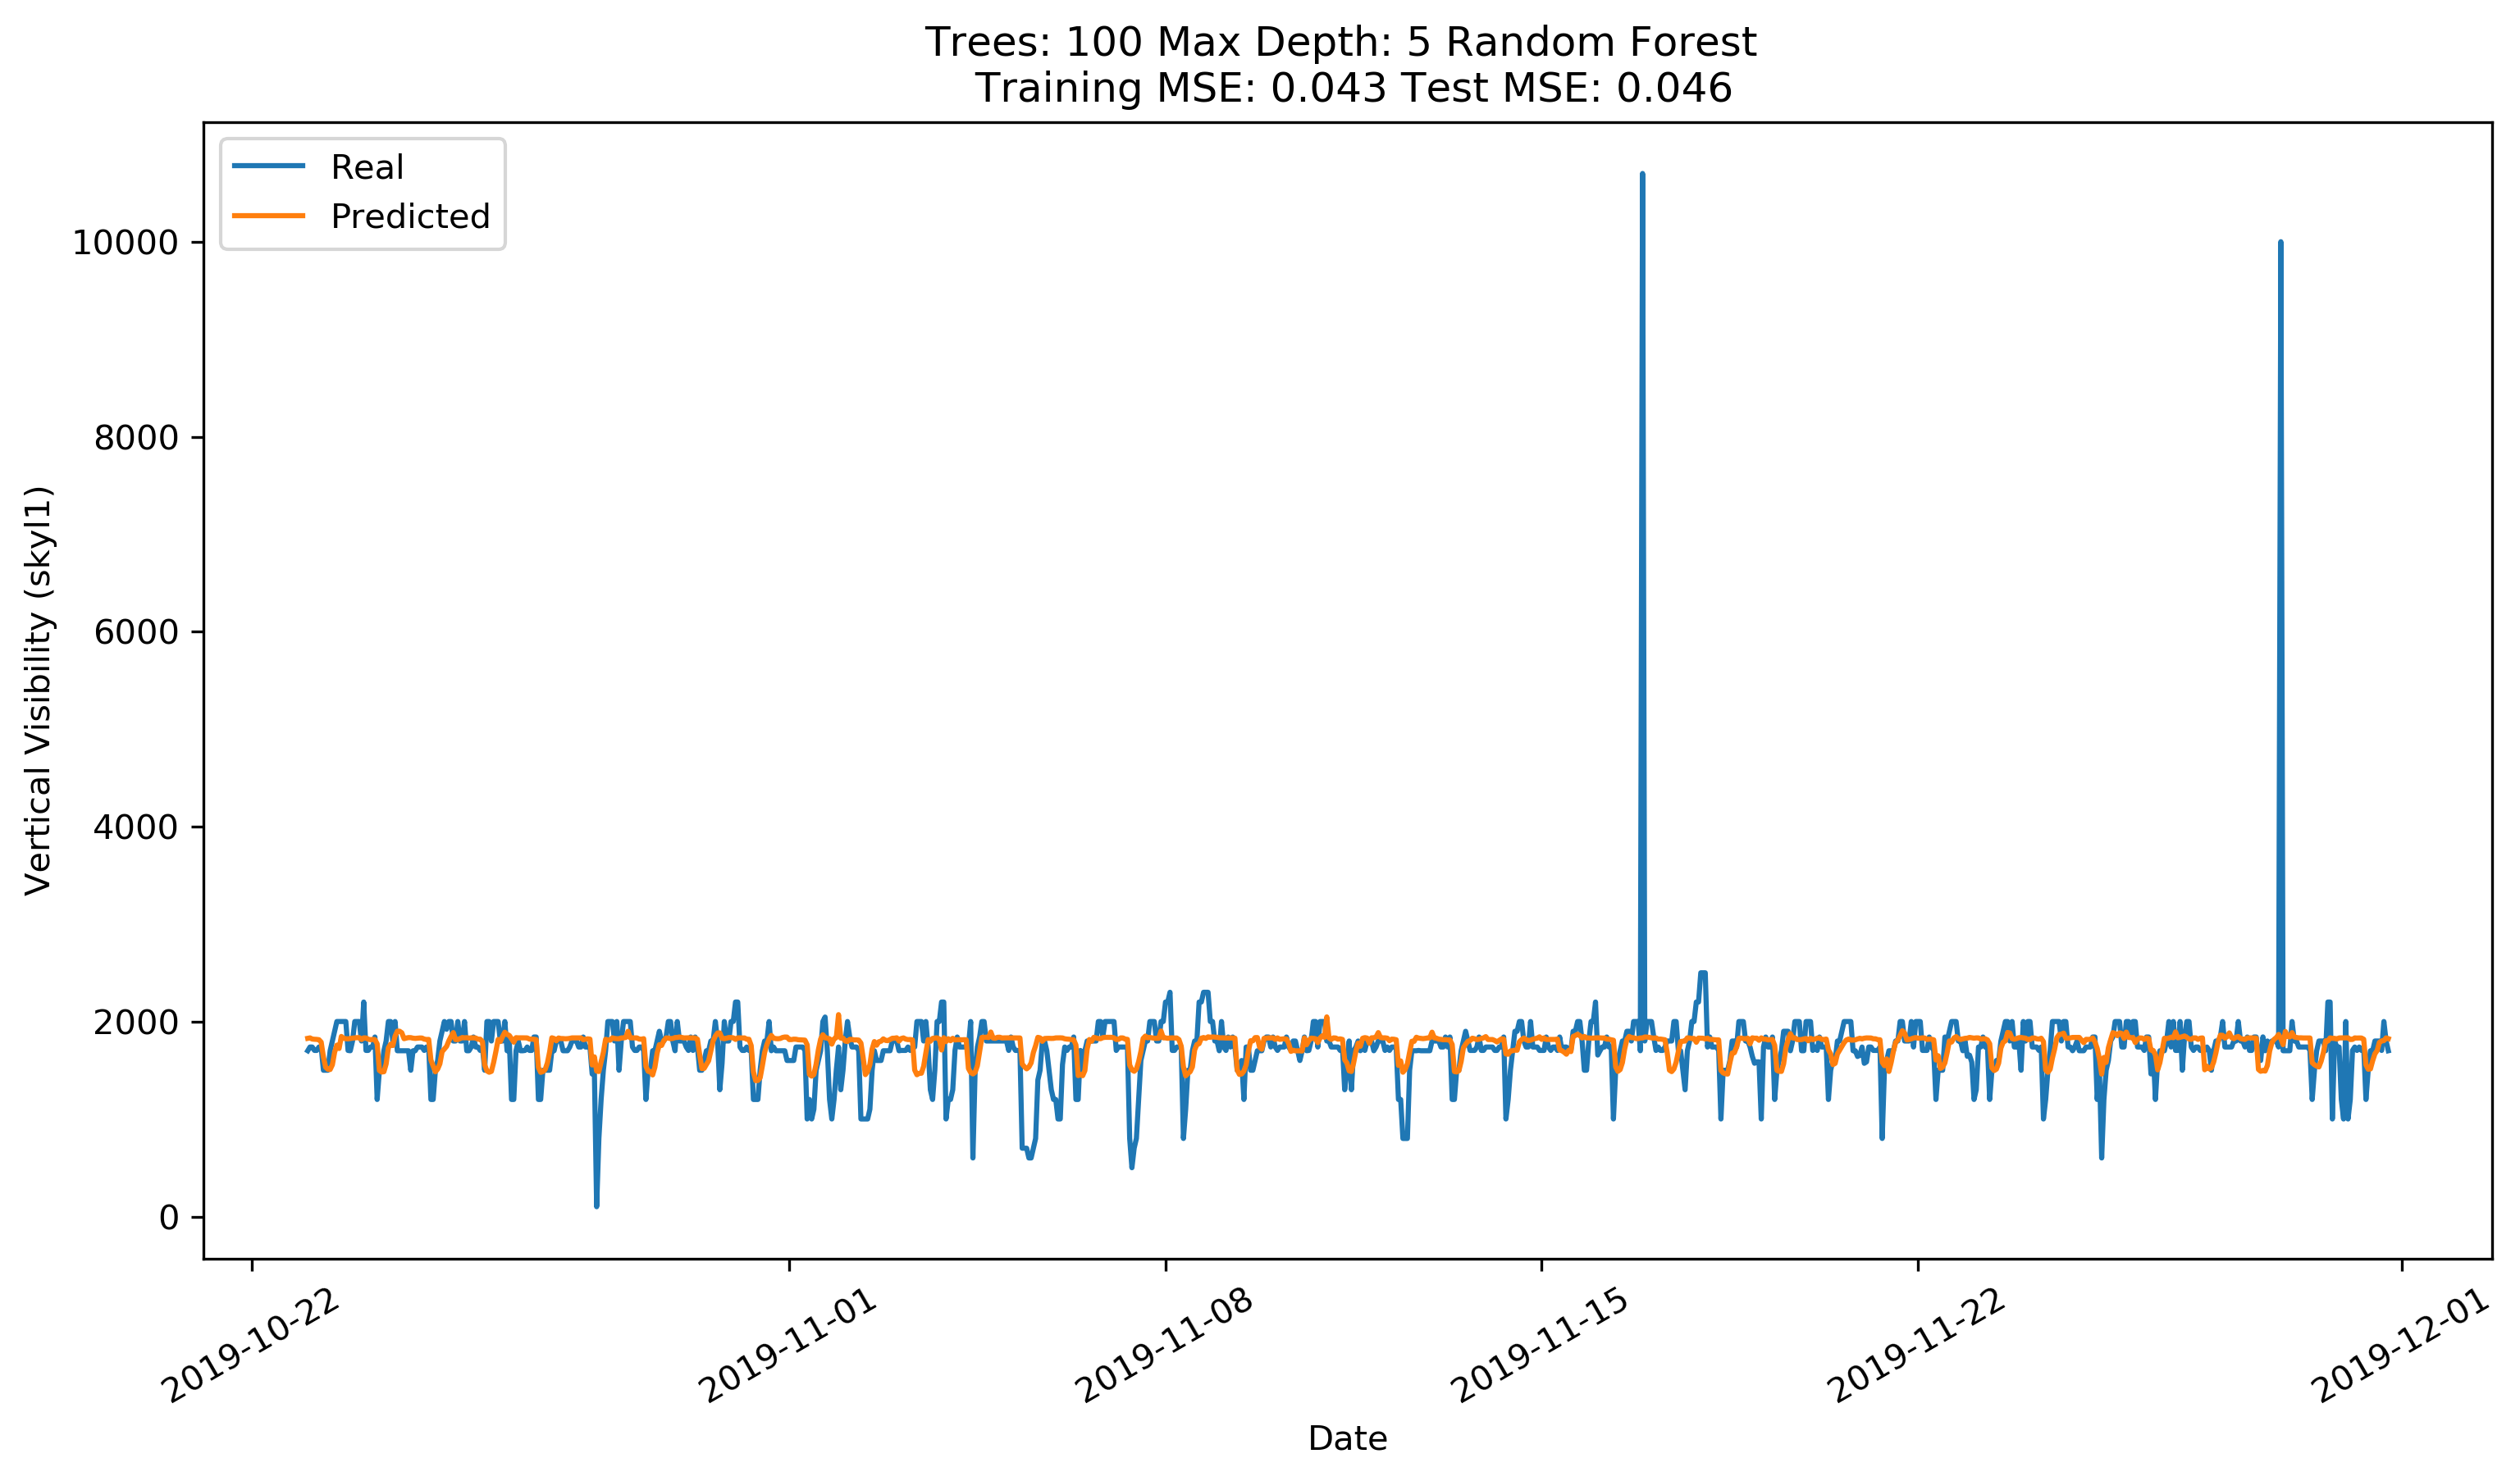 Trees: 100 Max Depth: 5 Random Forest
Training MSE: 0.043 Test MSE: 0.046
Real
Predicted
10000
8000
6000
4000
2000
0
Vertical Visibility (skyl1)
2019-10-22
2019-11-01
2019-11-08
2019-11-15
2019-11-22
2019-12-01
Date